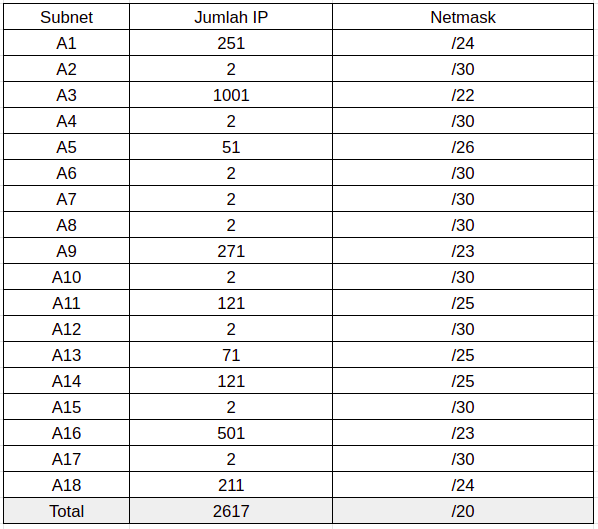 Subnet Jumlah IP Netmask
A1 251 /24
A2 2 /30
A3 1001 /22
A4 2 /30
A5 51 /26
A6 2 /30
A7 2 /30
A8 2 /30
A9 271 /23
A10 2 /30
A11 121 /25
A12 2 /30
A13 71 /25
A14 121 /25
A15 2 /30
A16 501 /23
A17 2 /30
A18 211 /24
Total 2617 /20